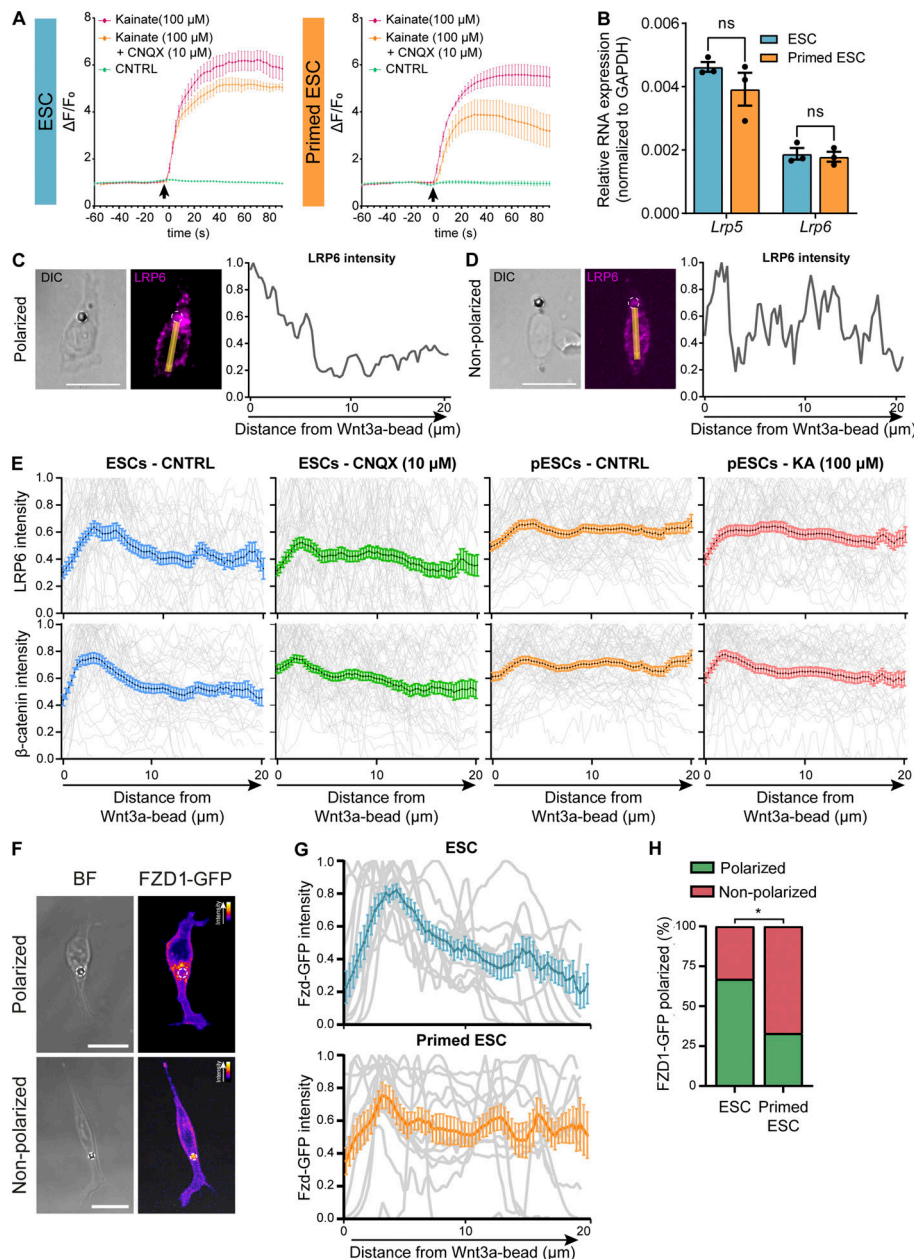 A
ESC
Kainate(100 µM)
Kainate (100 µM)
+ CNQX (10 µM)
CNTRL
ΔF/F₀
8
6
4
2
0
-60 -40 -20 0 20 40 60 80
time (s)
Primed ESC
Kainate(100 µM)
Kainate (100 µM)
+ CNQX (10 µM)
CNTRL
ΔF/F₀
8
6
4
2
0
-60 -40 -20 0 20 40 60 80
time (s)
B
Relative RNA expression
(normalized to GAPDH)
0.006
0.004
0.002
0.000
ns
ns
ESC
Primed ESC
Lrp5 Lrp6
C
Polarized
DIC
LRP6
LRP6 intensity
1.0
0.8
0.6
0.4
0.2
0.0
0 10 20
Distance from Wnt3a-bead (µm)
D
Non-polarized
DIC
LRP6
LRP6 intensity
1.0
0.8
0.6
0.4
0.2
0.0
0 10 20
Distance from Wnt3a-bead (µm)
E
ESCs - CNTRL
ESCs - CNQX (10 µM)
pESCs - CNTRL
pESCs - KA (100 µM)
LRP6 intensity
1.0
0.8
0.6
0.4
0.2
0.0
β-catenin intensity
1.0
0.8
0.6
0.4
0.2
0.0
0 10 20
Distance from
Wnt3a-bead (µm)
0 10 20
Distance from
Wnt3a-bead (µm)
0 10 20
Distance from
Wnt3a-bead (µm)
0 10 20
Distance from
Wnt3a-bead (µm)
F
BF
FZD1-GFP
Polarized
Intensity
Non-polarized
Intensity
G
ESC
Fzd-GFP intensity
1.0
0.8
0.6
0.4
0.2
0.0
Primed ESC
Fzd-GFP intensity
1.0
0.8
0.6
0.4
0.2
0.0
0 10 20
Distance from Wnt3a-bead (µm)
H
Polarized
Non-polarized
*
FZD1-GFP polarized (%)
100
75
50
25
0
ESC Primed
ESC